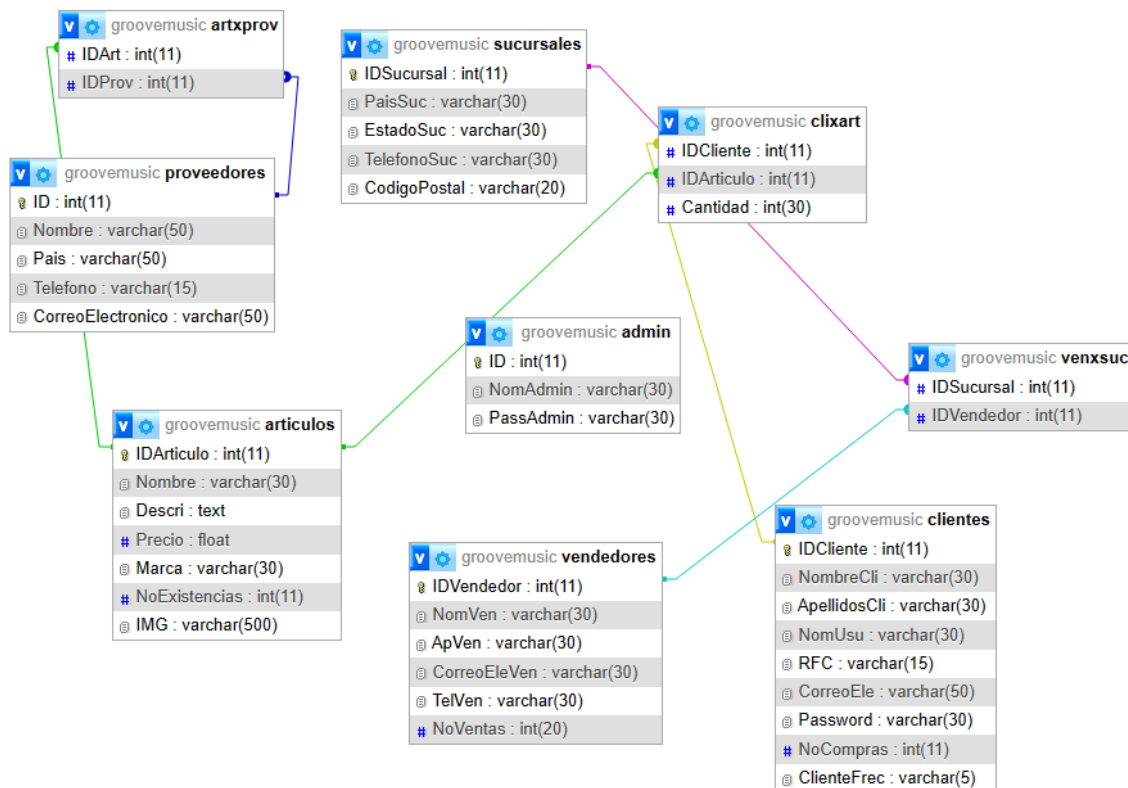 groovemusic artxprov
IDArt : int(11)
IDProv : int(11)
groovemusic sucursales
IDSucursal : int(11)
PaisSuc : varchar(30)
EstadoSuc : varchar(30)
TelefonoSuc : varchar(30)
CodigoPostal : varchar(20)
groovemusic clixart
IDCliente : int(11)
IDArticulo : int(11)
Cantidad : int(30)
groovemusic proveedores
ID : int(11)
Nombre : varchar(50)
Pais : varchar(50)
Telefono : varchar(15)
CorreoElectronico : varchar(50)
groovemusic admin
ID : int(11)
NomAdmin : varchar(30)
PassAdmin : varchar(30)
groovemusic venxsuc
IDSucursal : int(11)
IDVendedor : int(11)
groovemusic articulos
IDArticulo : int(11)
Nombre : varchar(30)
Descri : text
Precio : float
Marca : varchar(30)
NoExistencias : int(11)
IMG : varchar(500)
groovemusic vendedores
IDVendedor : int(11)
NomVen : varchar(30)
ApVen : varchar(30)
CorreoEleVen : varchar(30)
TelVen : varchar(30)
NoVentas : int(20)
groovemusic clientes
IDCliente : int(11)
NombreCli : varchar(30)
ApellidosCli : varchar(30)
NomUsu : varchar(30)
RFC : varchar(15)
CorreoEle : varchar(50)
Password : varchar(30)
NoCompras : int(11)
ClienteFrec : varchar(5)